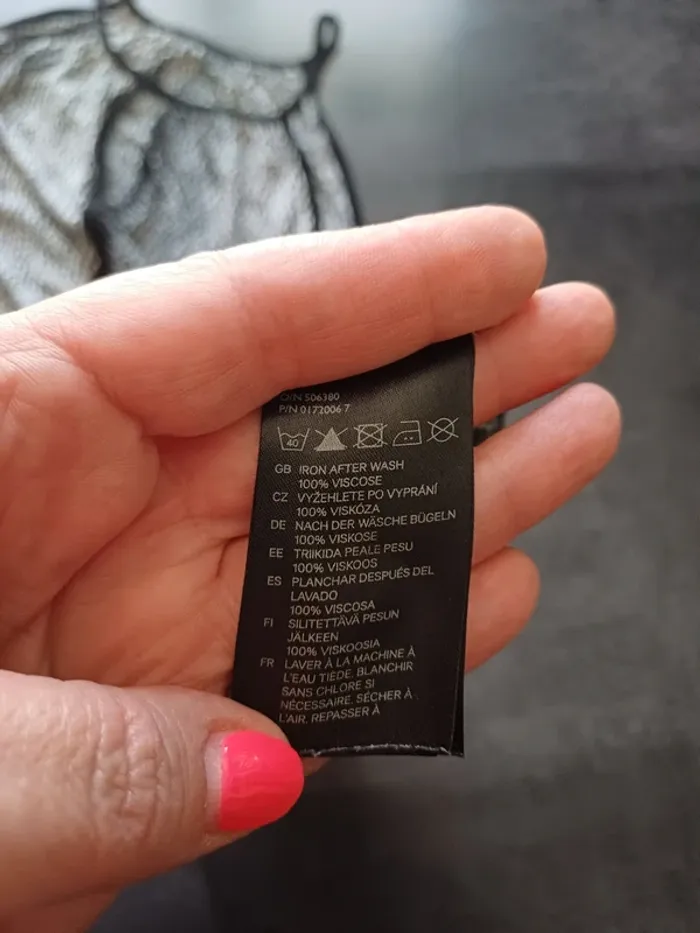 O/N 506380
P/N 0172006 7
40
GB IRON AFTER WASH
100% VISCOSE
CZ VYŽEHLETE PO VYPRÁNÍ
100% VISKÓZA
DE NACH DER WÄSCHE BÜGELN
100% VISKOSE
EE TRIIKIDA PEALE PESU
100% VISKOOS
ES PLANCHAR DESPUÉS DEL
LAVADO
100% VISCOSA
FI SILITETTÄVÄ PESUN
JÄLKEEN
100% VISKOOSIA
FR LAVER À LA MACHINE À
L'EAU TIÈDE. BLANCHIR
SANS CHLORE SI
NÉCESSAIRE. SÉCHER À
L'AIR. REPASSER À